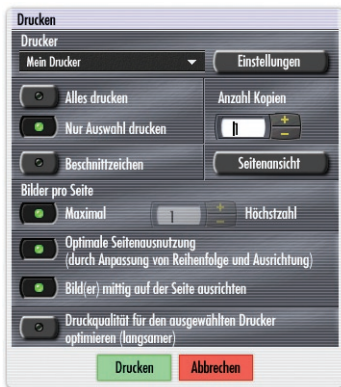 Drucken
Drucker
Mein Drucker
Einstellungen
Alles drucken
Anzahl Kopien
Nur Auswahl drucken
1
Beschnittzeichen
Seitenansicht
Bilder pro Seite
Maximal
1
Höchstzahl
Optimale Seitenausnutzung
(durch Anpassung von Reihenfolge und Ausrichtung)
Bild(er) mittig auf der Seite ausrichten
Druckqualität für den ausgewählten Drucker
optimieren (langsamer)
Drucken
Abbrechen